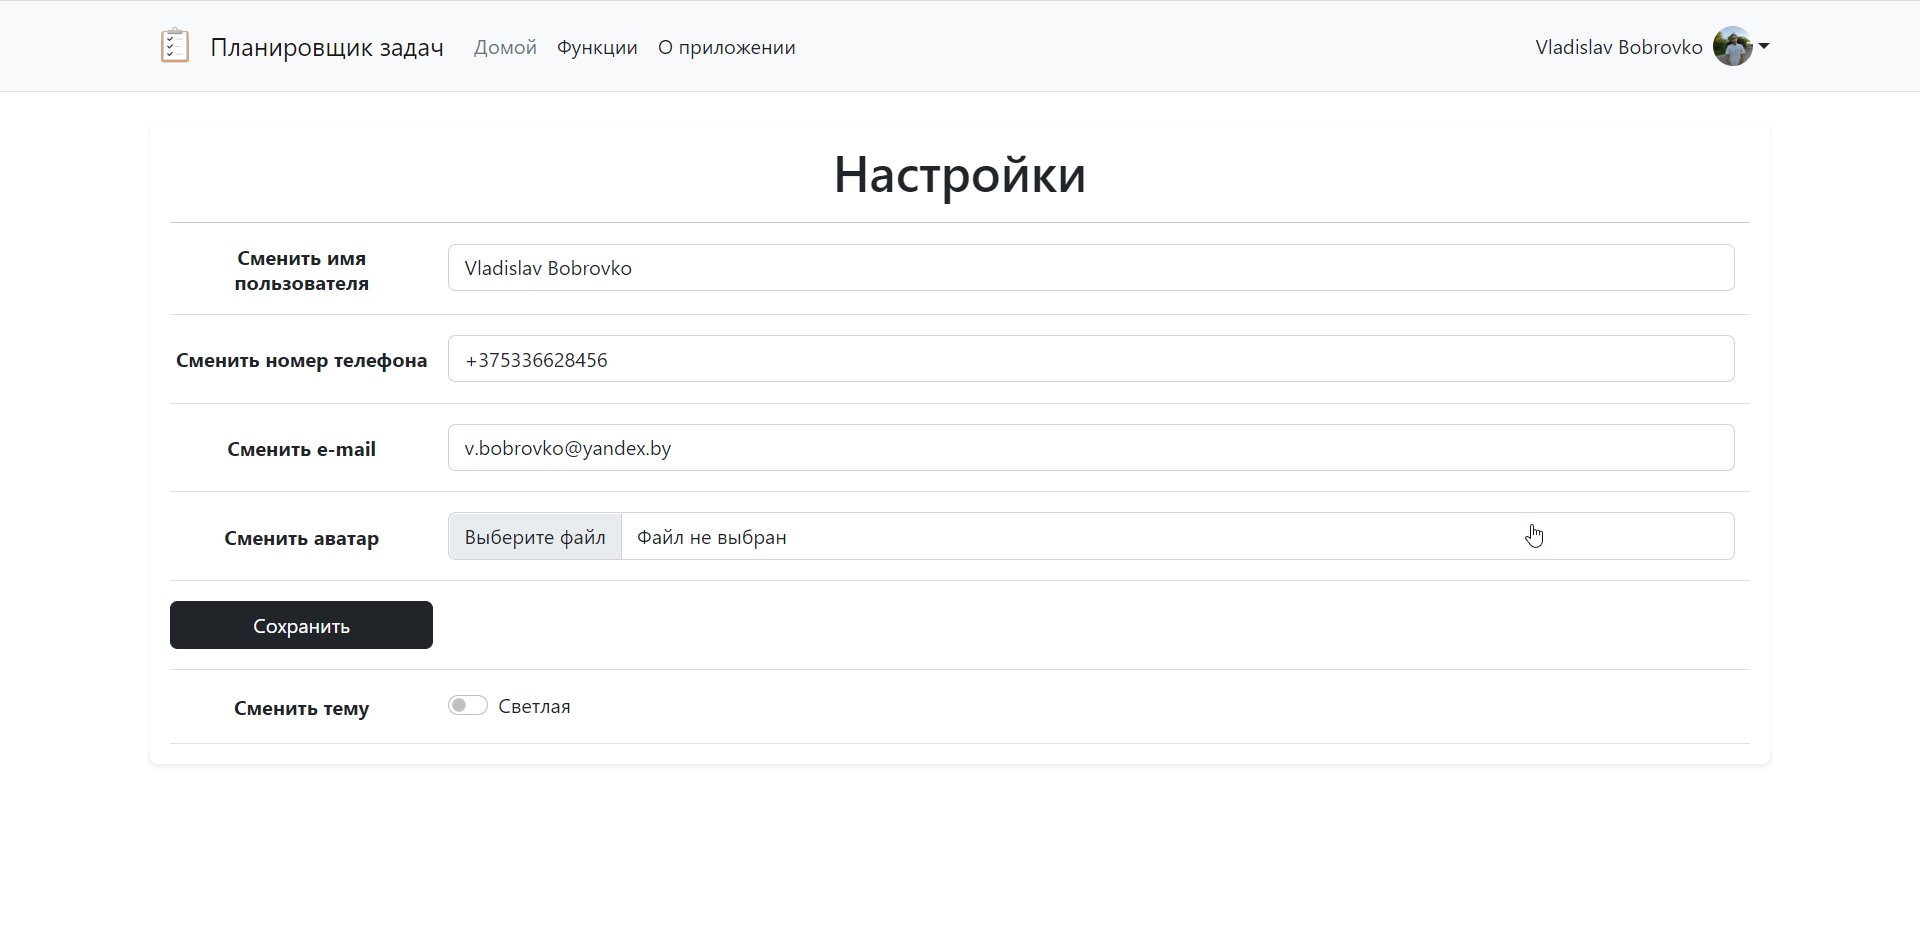 Планировщик задач Домой Функции О приложении Vladislav Bobrovko
Настройки
Сменить имя
пользователя
Vladislav Bobrovko
Сменить номер телефона
+375336628456
Сменить e-mail
v.bobrovko@yandex.by
Сменить аватар
Выберите файл Файл не выбран
Сохранить
Сменить тему
Светлая